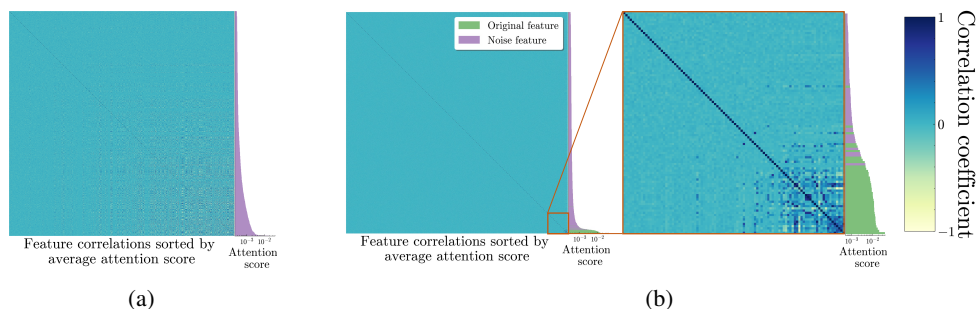 Feature correlations sorted by
average attention score
10⁻³ 10⁻²
Attention
score
(a)
Original feature
Noise feature
Feature correlations sorted by
average attention score
10⁻³ 10⁻²
Attention
score
10⁻³ 10⁻²
Attention
score
(b)
1
0
−1
Correlation coefficient